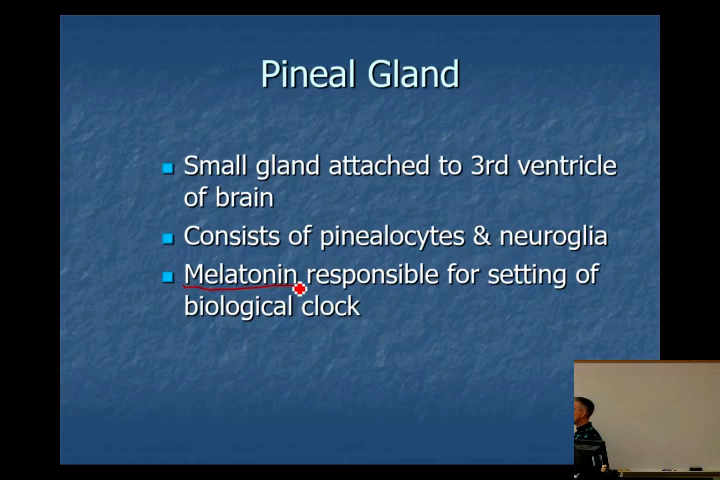 Pineal Gland
Small gland attached to 3rd ventricle
of brain
Consists of pinealocytes & neuroglia
Melatonin responsible for setting of
biological clock